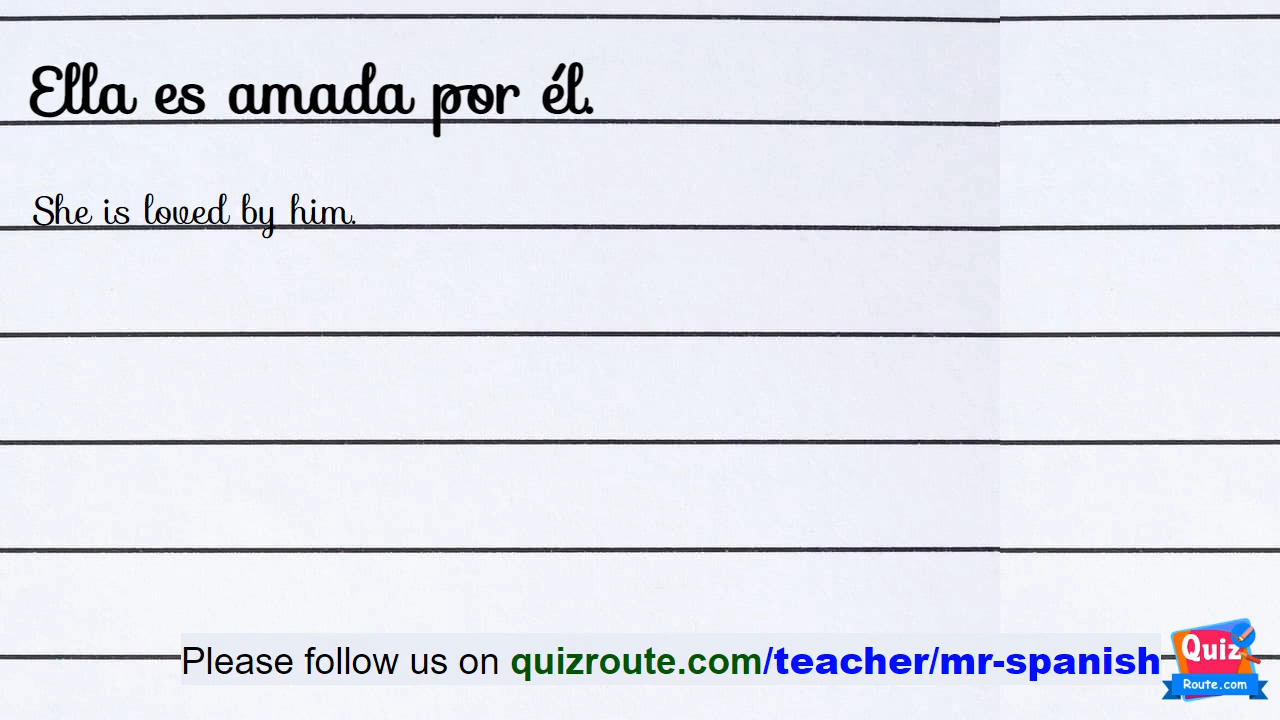 Ella es amada por él.
She is loved by him.
Please follow us on quizroute.com/teacher/mr-spanish
Quiz
Route.com